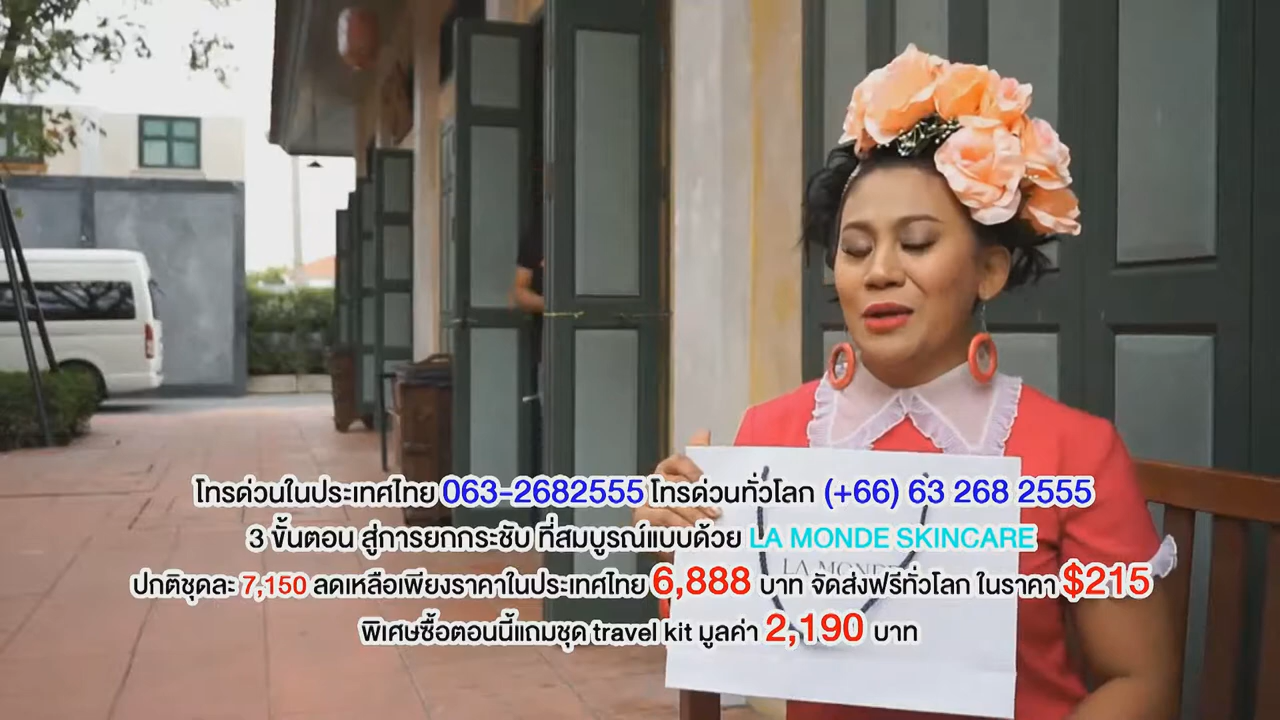 โทรด่วนในประเทศไทย 063-2682555 โทรด่วนทั่วโลก (+66) 63 268 2555
3 ขั้นตอน สู่การยกกระชับ ที่สมบูรณ์แบบด้วย LA MONDE SKINCARE
LA MONDE
ปกติชุดละ 7,150 ลดเหลือเพียงราคาในประเทศไทย 6,888 บาท จัดส่งฟรีทั่วโลก ในราคา $215
พิเศษซื้อตอนนี้แถมชุด travel kit มูลค่า 2,190 บาท